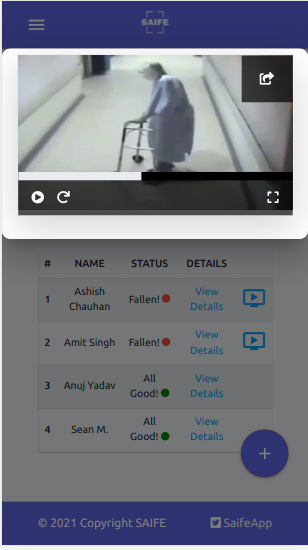 SAIFE
# NAME STATUS DETAILS
1 Ashish Chauhan Fallen! View Details
2 Amit Singh Fallen! View Details
3 Anuj Yadav All Good! View Details
4 Sean M. All Good! View Details
+
© 2021 Copyright SAIFE SaifeApp